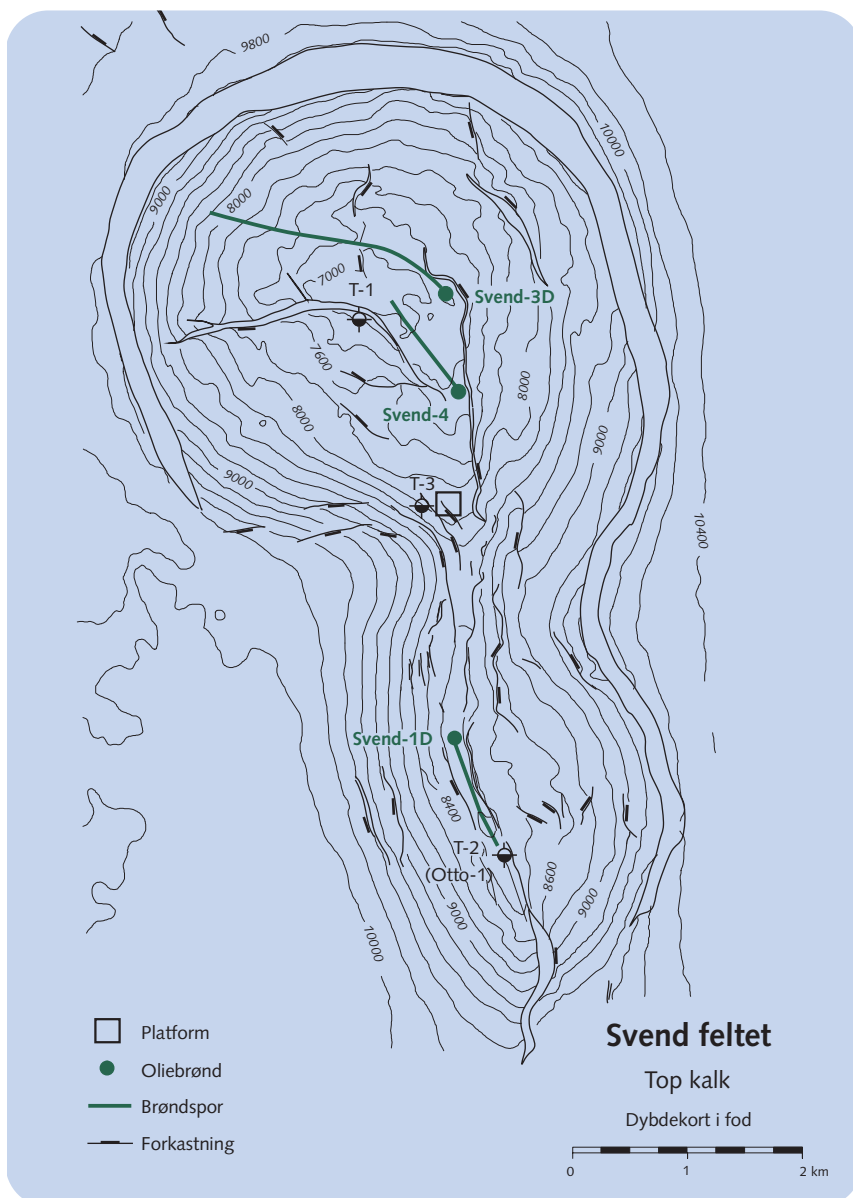 9800
10000
9000
8000
7000
T-1
Svend-3D
7600
8000
Svend-4
8000
9000
T-3
9000
10400
Svend-1D
8400
T-2
(Otto-1)
8600
9000
9000
10000
Platform
Oliebrønd
Brøndspor
Forkastning
Svend feltet
Top kalk
Dybdekort i fod
0 1 2 km